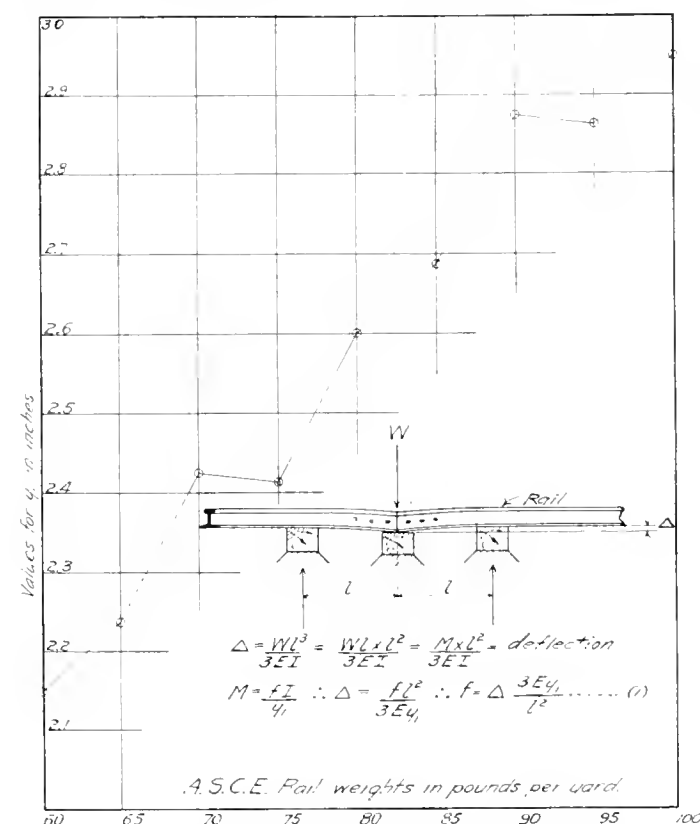 3.0
2.9
2.8
2.7
2.6
2.5
2.4
2.3
2.2
2.1
Values for y, in inches
W
Rail
Δ
l l
Δ = Wl³/3EI = Wl×l²/3EI = M×l²/3EI = deflection
M = fI/y₁ ∴ Δ = fl²/3Ey₁ ∴ f = Δ 3Ey₁/l² ...... (1)
A.S.C.E. Rail weights in pounds per yard.
60 65 70 75 80 85 90 95 100